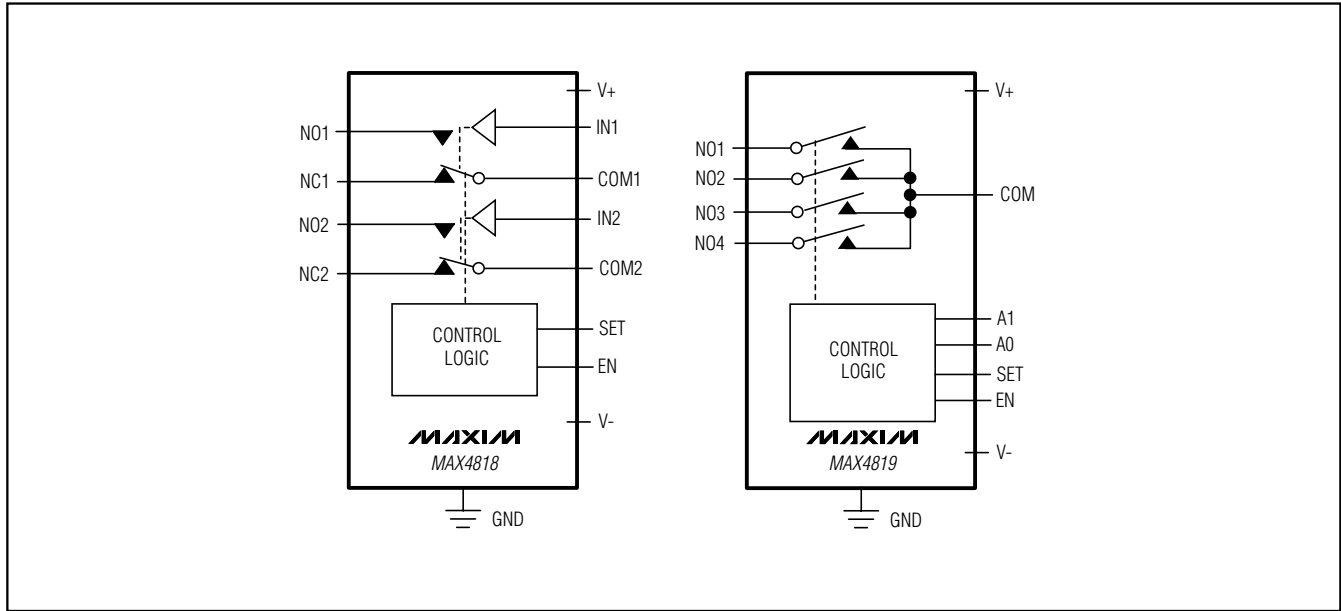 V+
NO1
IN1
NC1
COM1
NO2
IN2
NC2
COM2
CONTROL
LOGIC
SET
EN
V-
MAXIM
MAX4818
GND
V+
NO1
NO2
COM
NO3
NO4
CONTROL
LOGIC
A1
A0
SET
EN
MAXIM
V-
MAX4819
GND